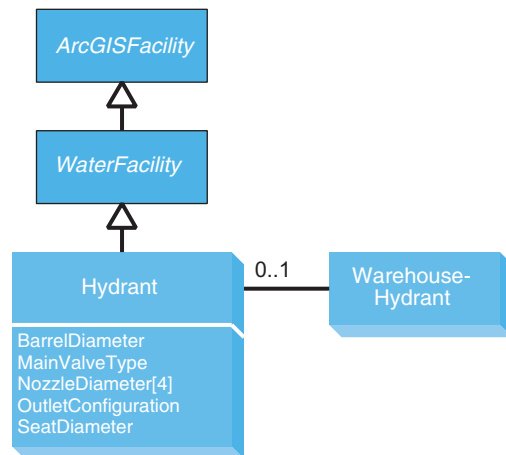 ArcGISFacility
WaterFacility
Hydrant
0..1
Warehouse-
Hydrant
BarrelDiameter
MainValveType
NozzleDiameter[4]
OutletConfiguration
SeatDiameter